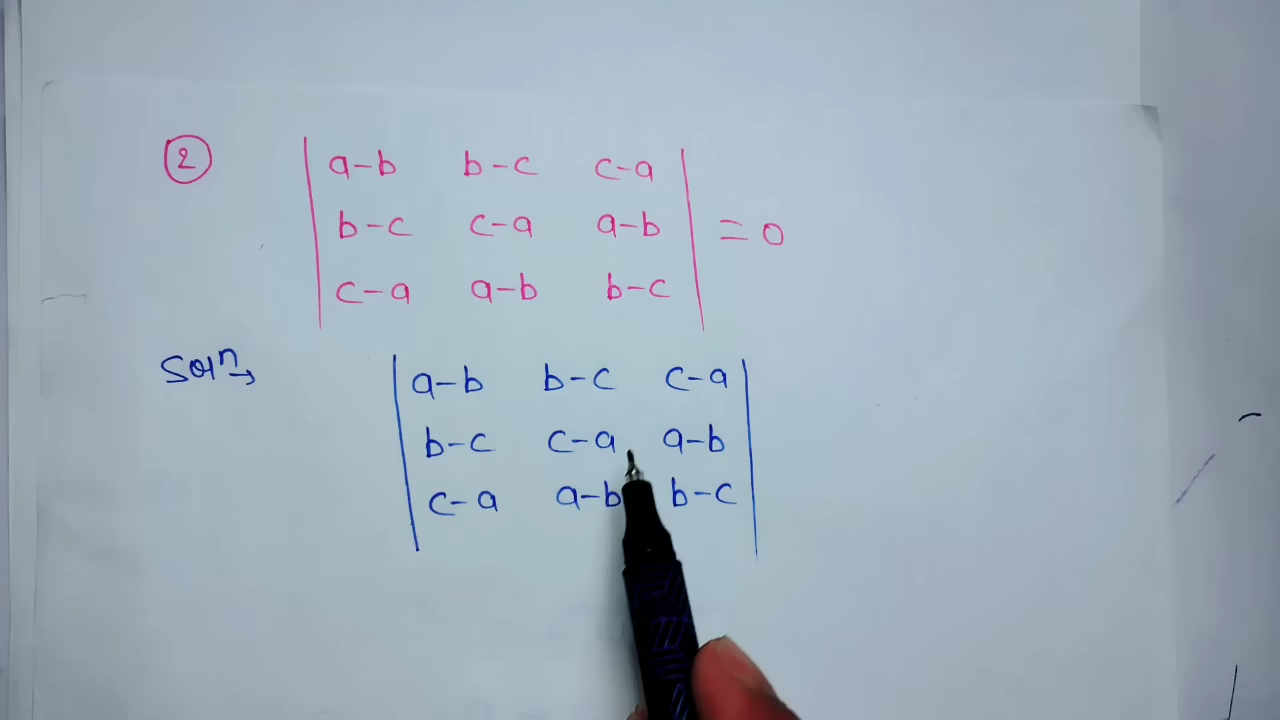 2 | a-b b-c c-a |
| b-c c-a a-b | = 0
| c-a a-b b-c |
Solⁿ→ | a-b b-c c-a |
| b-c c-a a-b |
| c-a a-b b-c |